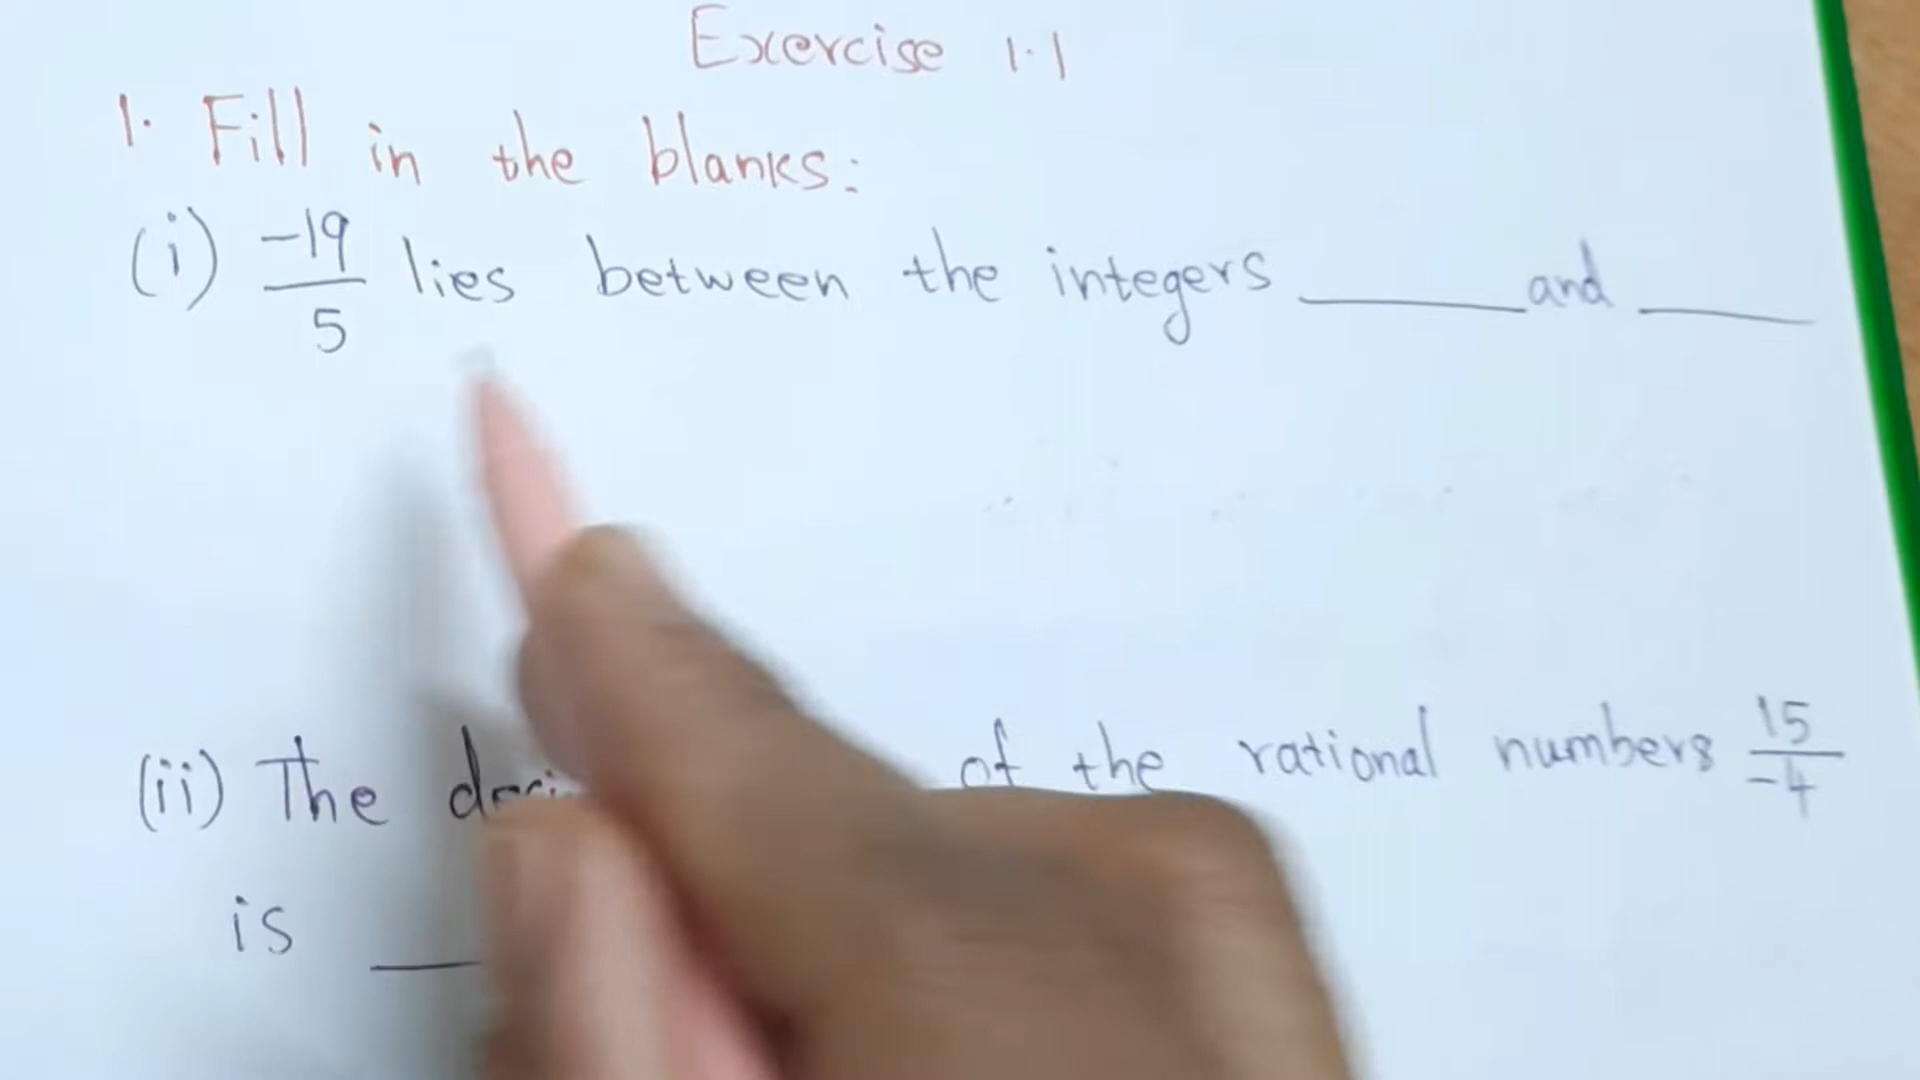 Exercise 1.1
1. Fill in the blanks:
(i) -19/5 lies between the integers ______ and ______
(ii) The of the rational numbers 15/-4
is ___